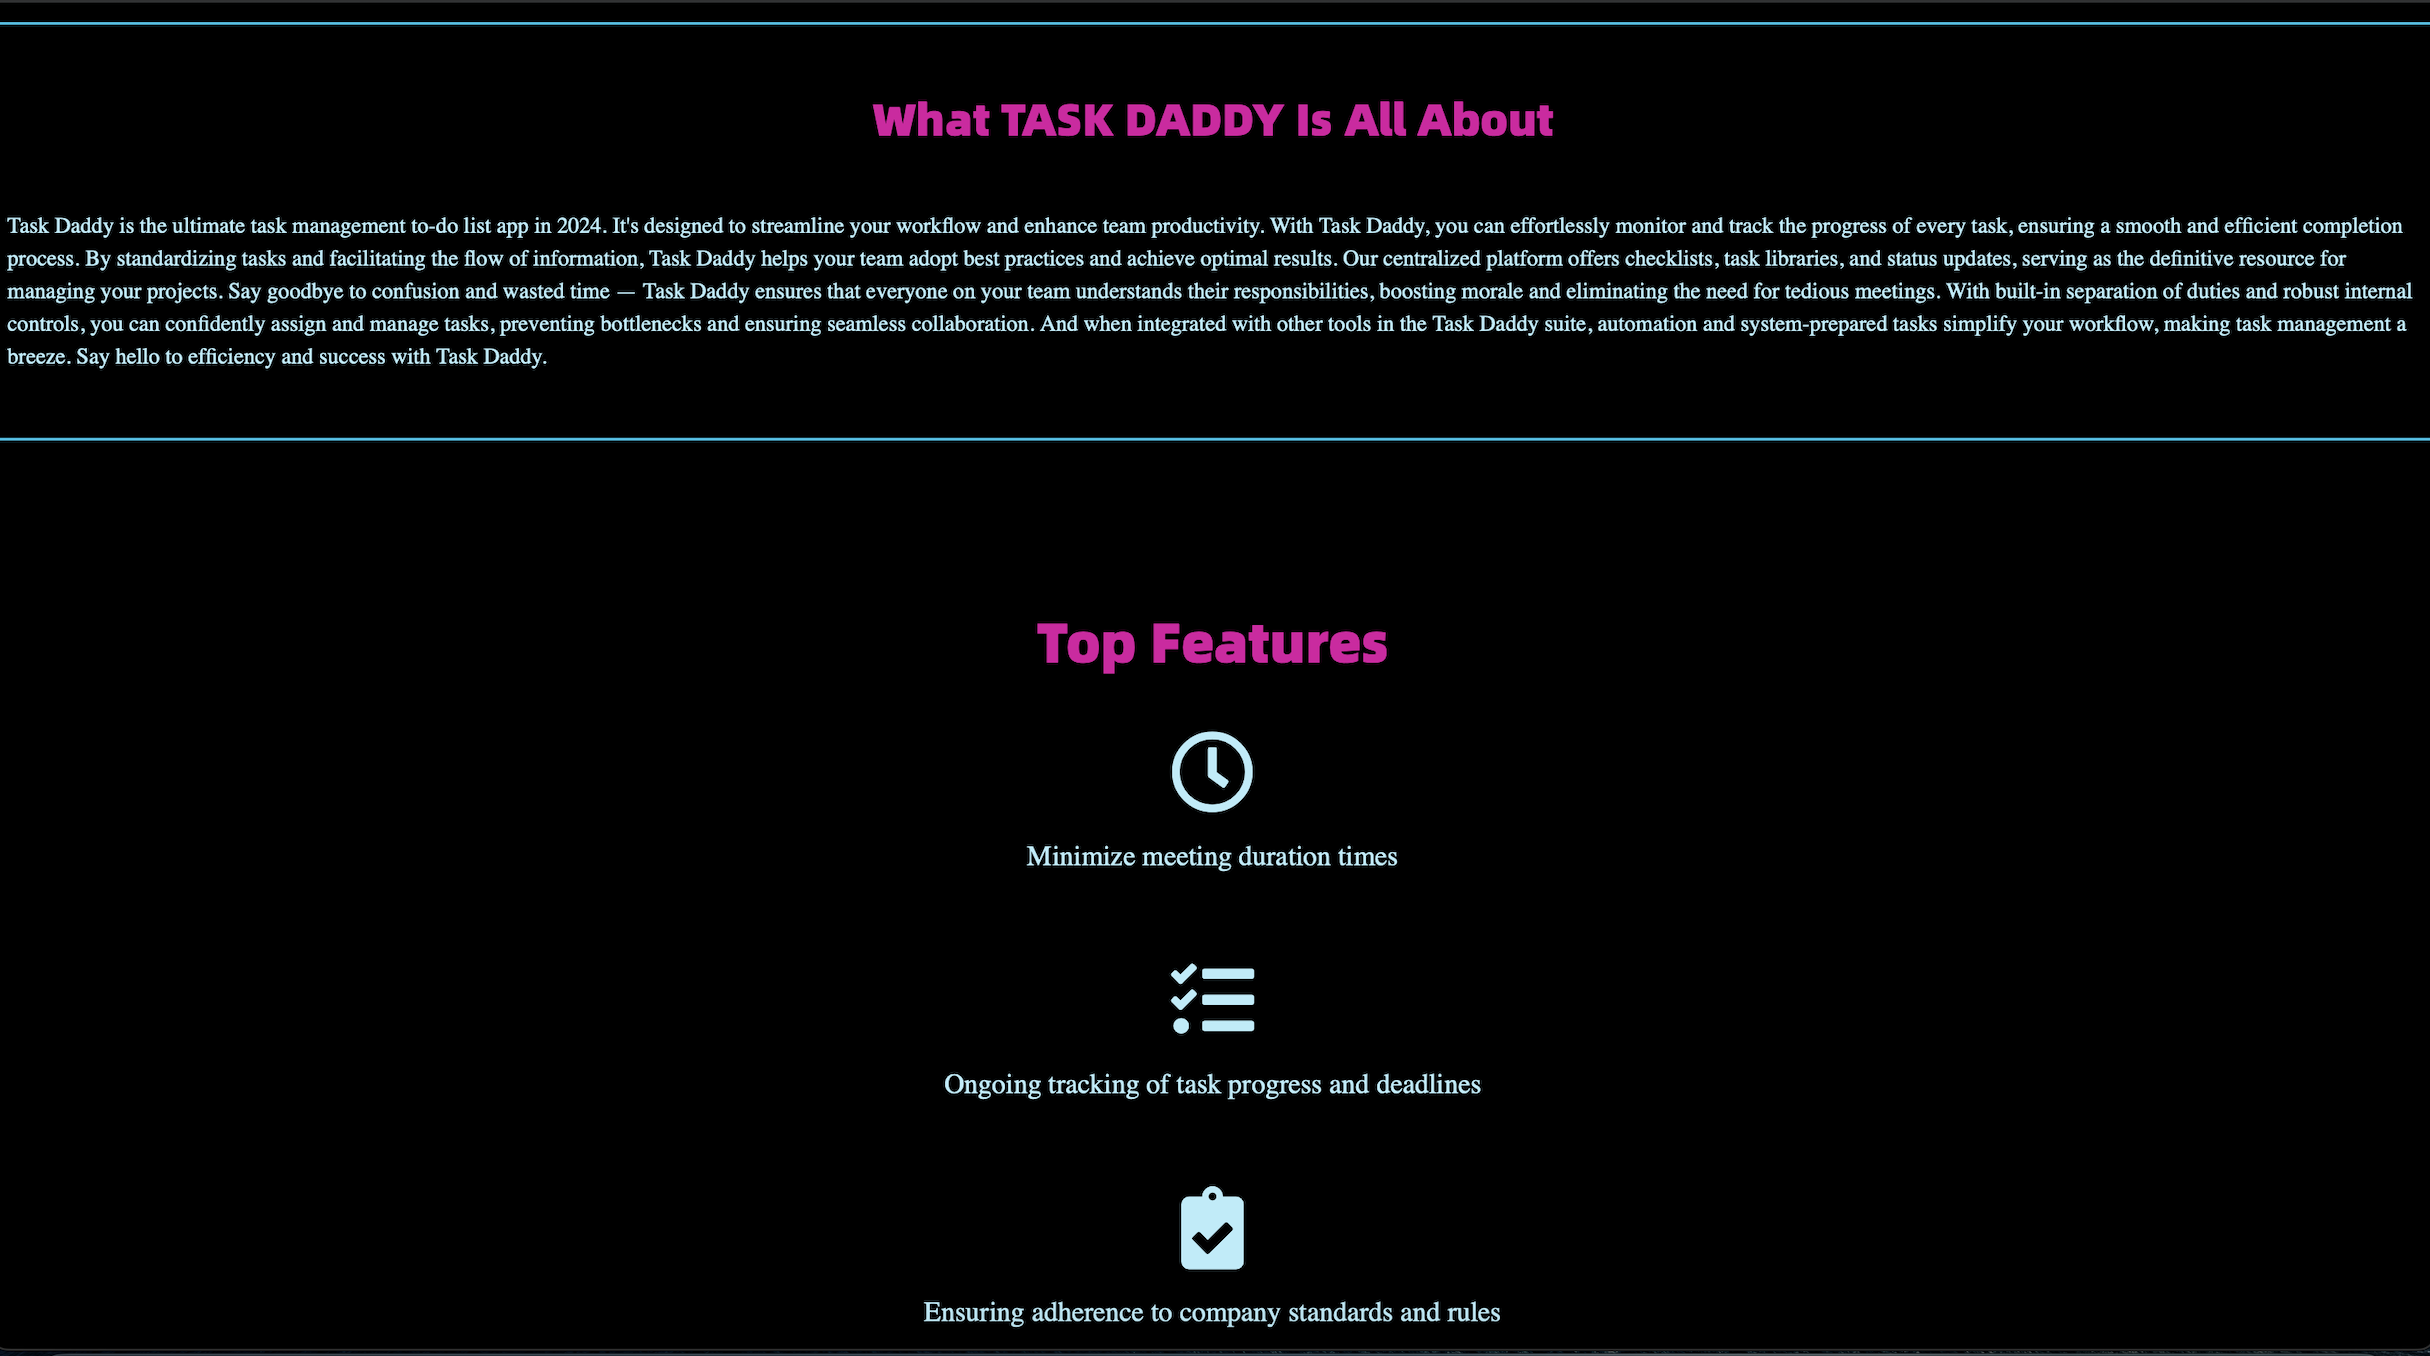 What TASK DADDY Is All About
Task Daddy is the ultimate task management to-do list app in 2024. It's designed to streamline your workflow and enhance team productivity. With Task Daddy, you can effortlessly monitor and track the progress of every task, ensuring a smooth and efficient completion
process. By standardizing tasks and facilitating the flow of information, Task Daddy helps your team adopt best practices and achieve optimal results. Our centralized platform offers checklists, task libraries, and status updates, serving as the definitive resource for
managing your projects. Say goodbye to confusion and wasted time — Task Daddy ensures that everyone on your team understands their responsibilities, boosting morale and eliminating the need for tedious meetings. With built-in separation of duties and robust internal
controls, you can confidently assign and manage tasks, preventing bottlenecks and ensuring seamless collaboration. And when integrated with other tools in the Task Daddy suite, automation and system-prepared tasks simplify your workflow, making task management a
breeze. Say hello to efficiency and success with Task Daddy.
Top Features
Minimize meeting duration times
Ongoing tracking of task progress and deadlines
Ensuring adherence to company standards and rules